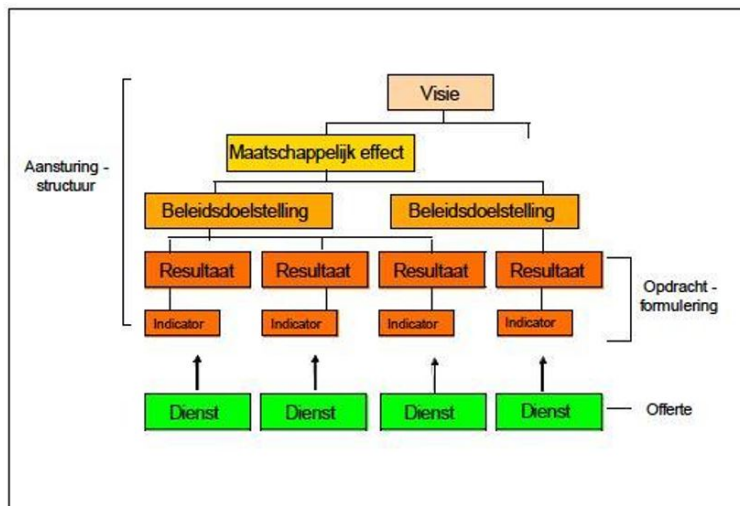 Visie
Maatschappelijk effect
Aansturing -
structuur
Beleidsdoelstelling
Beleidsdoelstelling
Resultaat
Resultaat
Resultaat
Resultaat
Opdracht -
formulering
Indicator
Indicator
Indicator
Indicator
Dienst
Dienst
Dienst
Dienst
Offerte